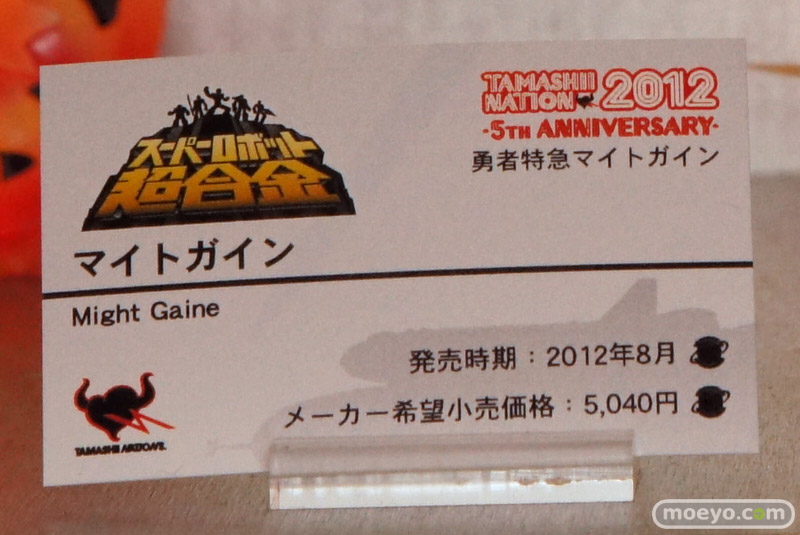 スーパーロボット
超合金
マイトガイン
Might Gaine
TAMASHII NATIONS
TAMASHII
NATION 2012
-5TH ANNIVERSARY-
勇者特急マイトガイン
発売時期：2012年8月
メーカー希望小売価格：5,040円
moeyo.com